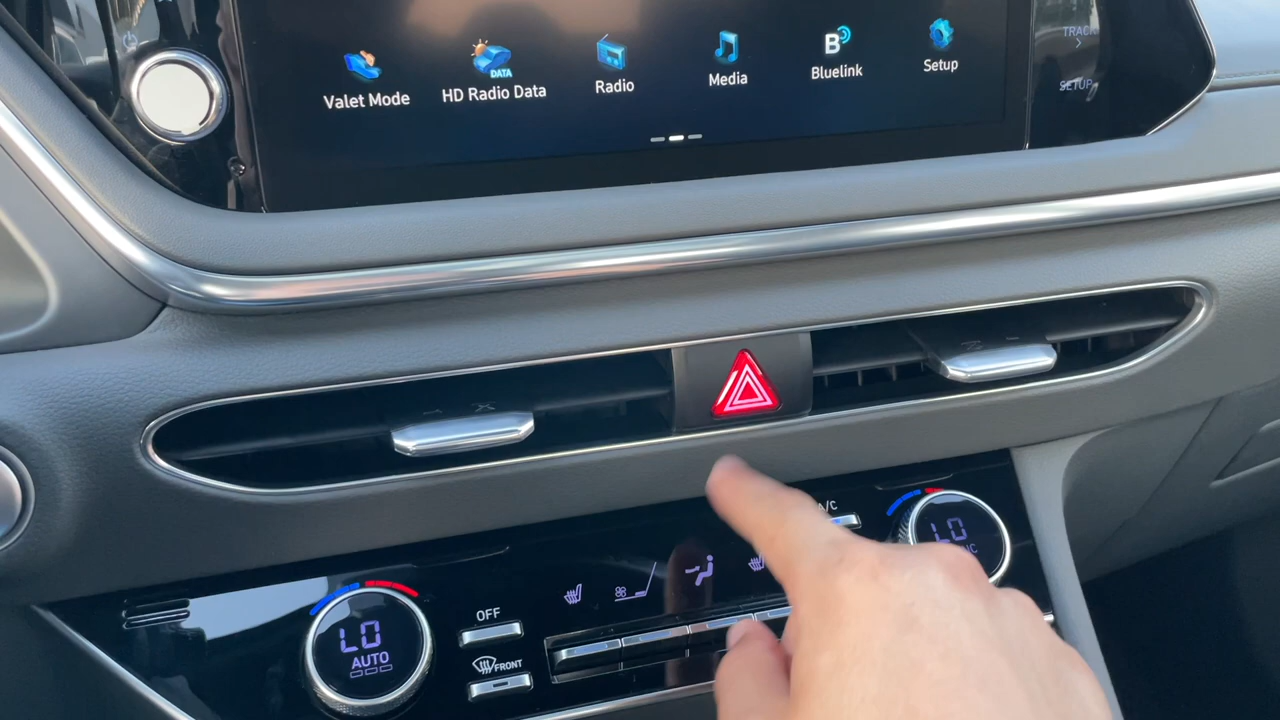 TRACK
SETUP
Valet Mode
DATA
HD Radio Data
Radio
Media
B
Bluelink
Setup
A/C
LO
LO
AUTO
OFF
FRONT